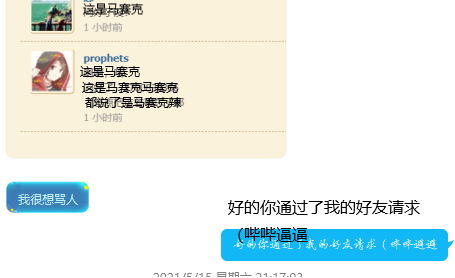 这是马赛克
1 小时前
prophets
这是马赛克
这是马赛克马赛克
都说了是马赛克辣
1 小时前
我很想骂人
好的你通过了我的好友请求
（哔哔逼逼
好的你通过了我的好友请求（哔哔逼逼
2021/5/15 星期六 21:17:03